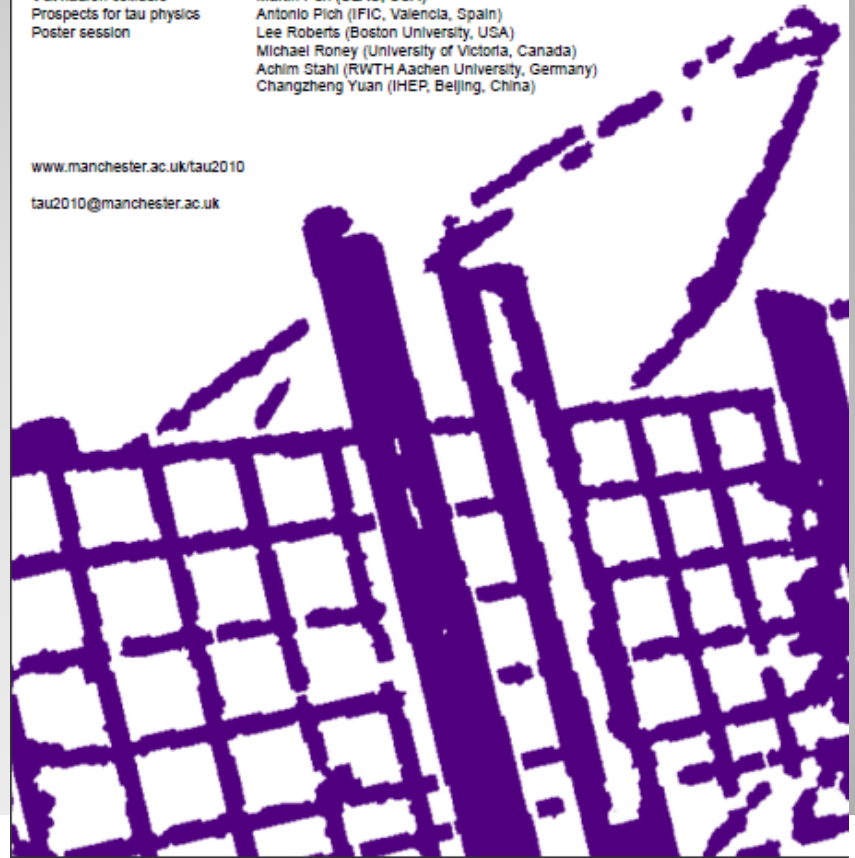 Prospects for tau physics
Poster session
Antonio Pich (IFIC, Valencia, Spain)
Lee Roberts (Boston University, USA)
Michael Roney (University of Victoria, Canada)
Achim Stahl (RWTH Aachen University, Germany)
Changzheng Yuan (IHEP, Beijing, China)
www.manchester.ac.uk/tau2010
tau2010@manchester.ac.uk